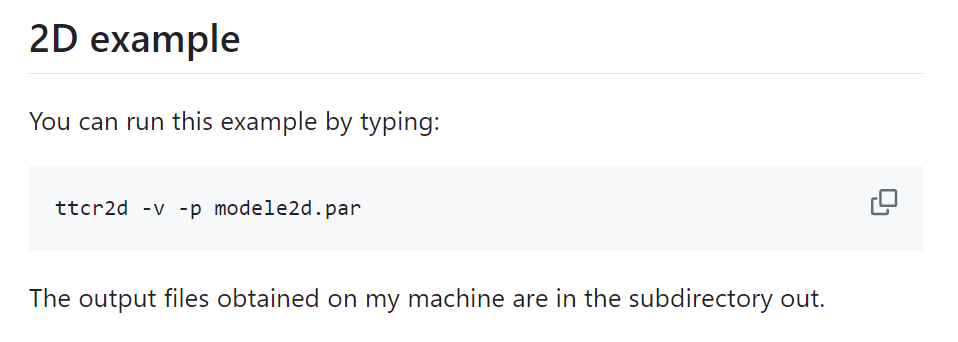 2D example
You can run this example by typing:
ttcr2d -v -p modele2d.par
The output files obtained on my machine are in the subdirectory out.